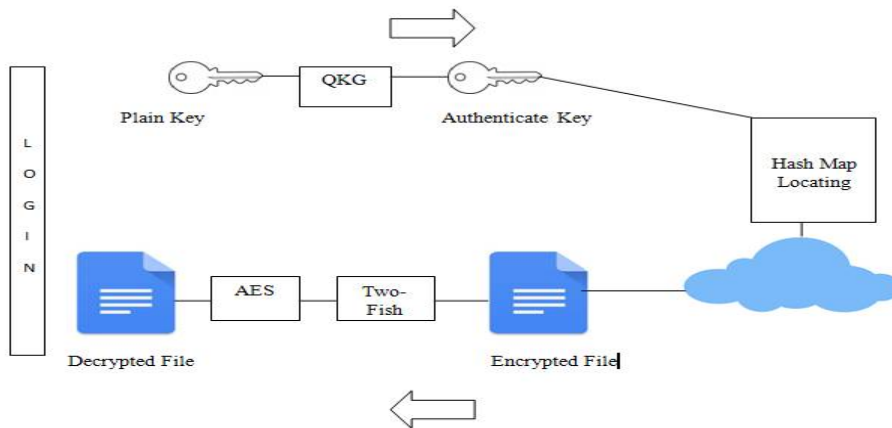 QKG
Plain Key
Authenticate Key
L
O
G
I
N
Hash Map
Locating
AES
Two-
Fish
Decrypted File
Encrypted File